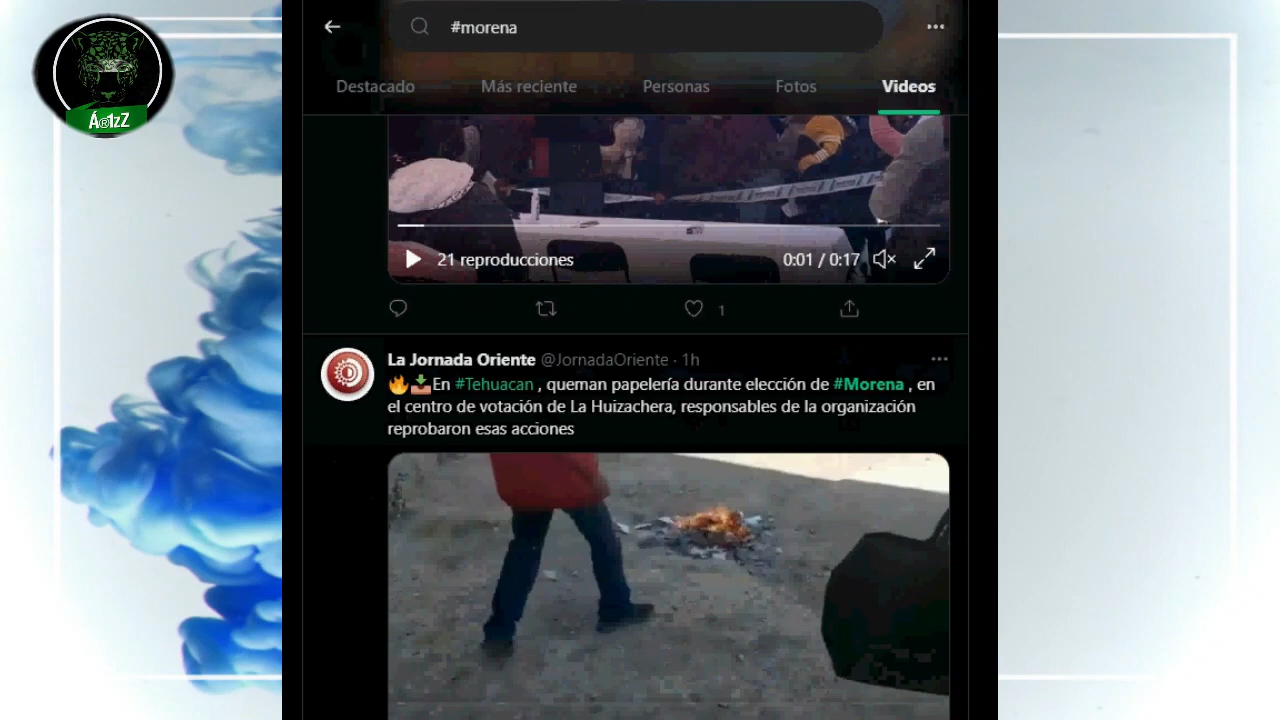 Á®1zZ
#morena
Destacado Más reciente Personas Fotos Videos
21 reproducciones 0:01 / 0:17
1
La Jornada Oriente @JornadaOriente · 1h
🔥📥En #Tehuacan , queman papelería durante elección de #Morena , en
el centro de votación de La Huizachera, responsables de la organización
reprobaron esas acciones